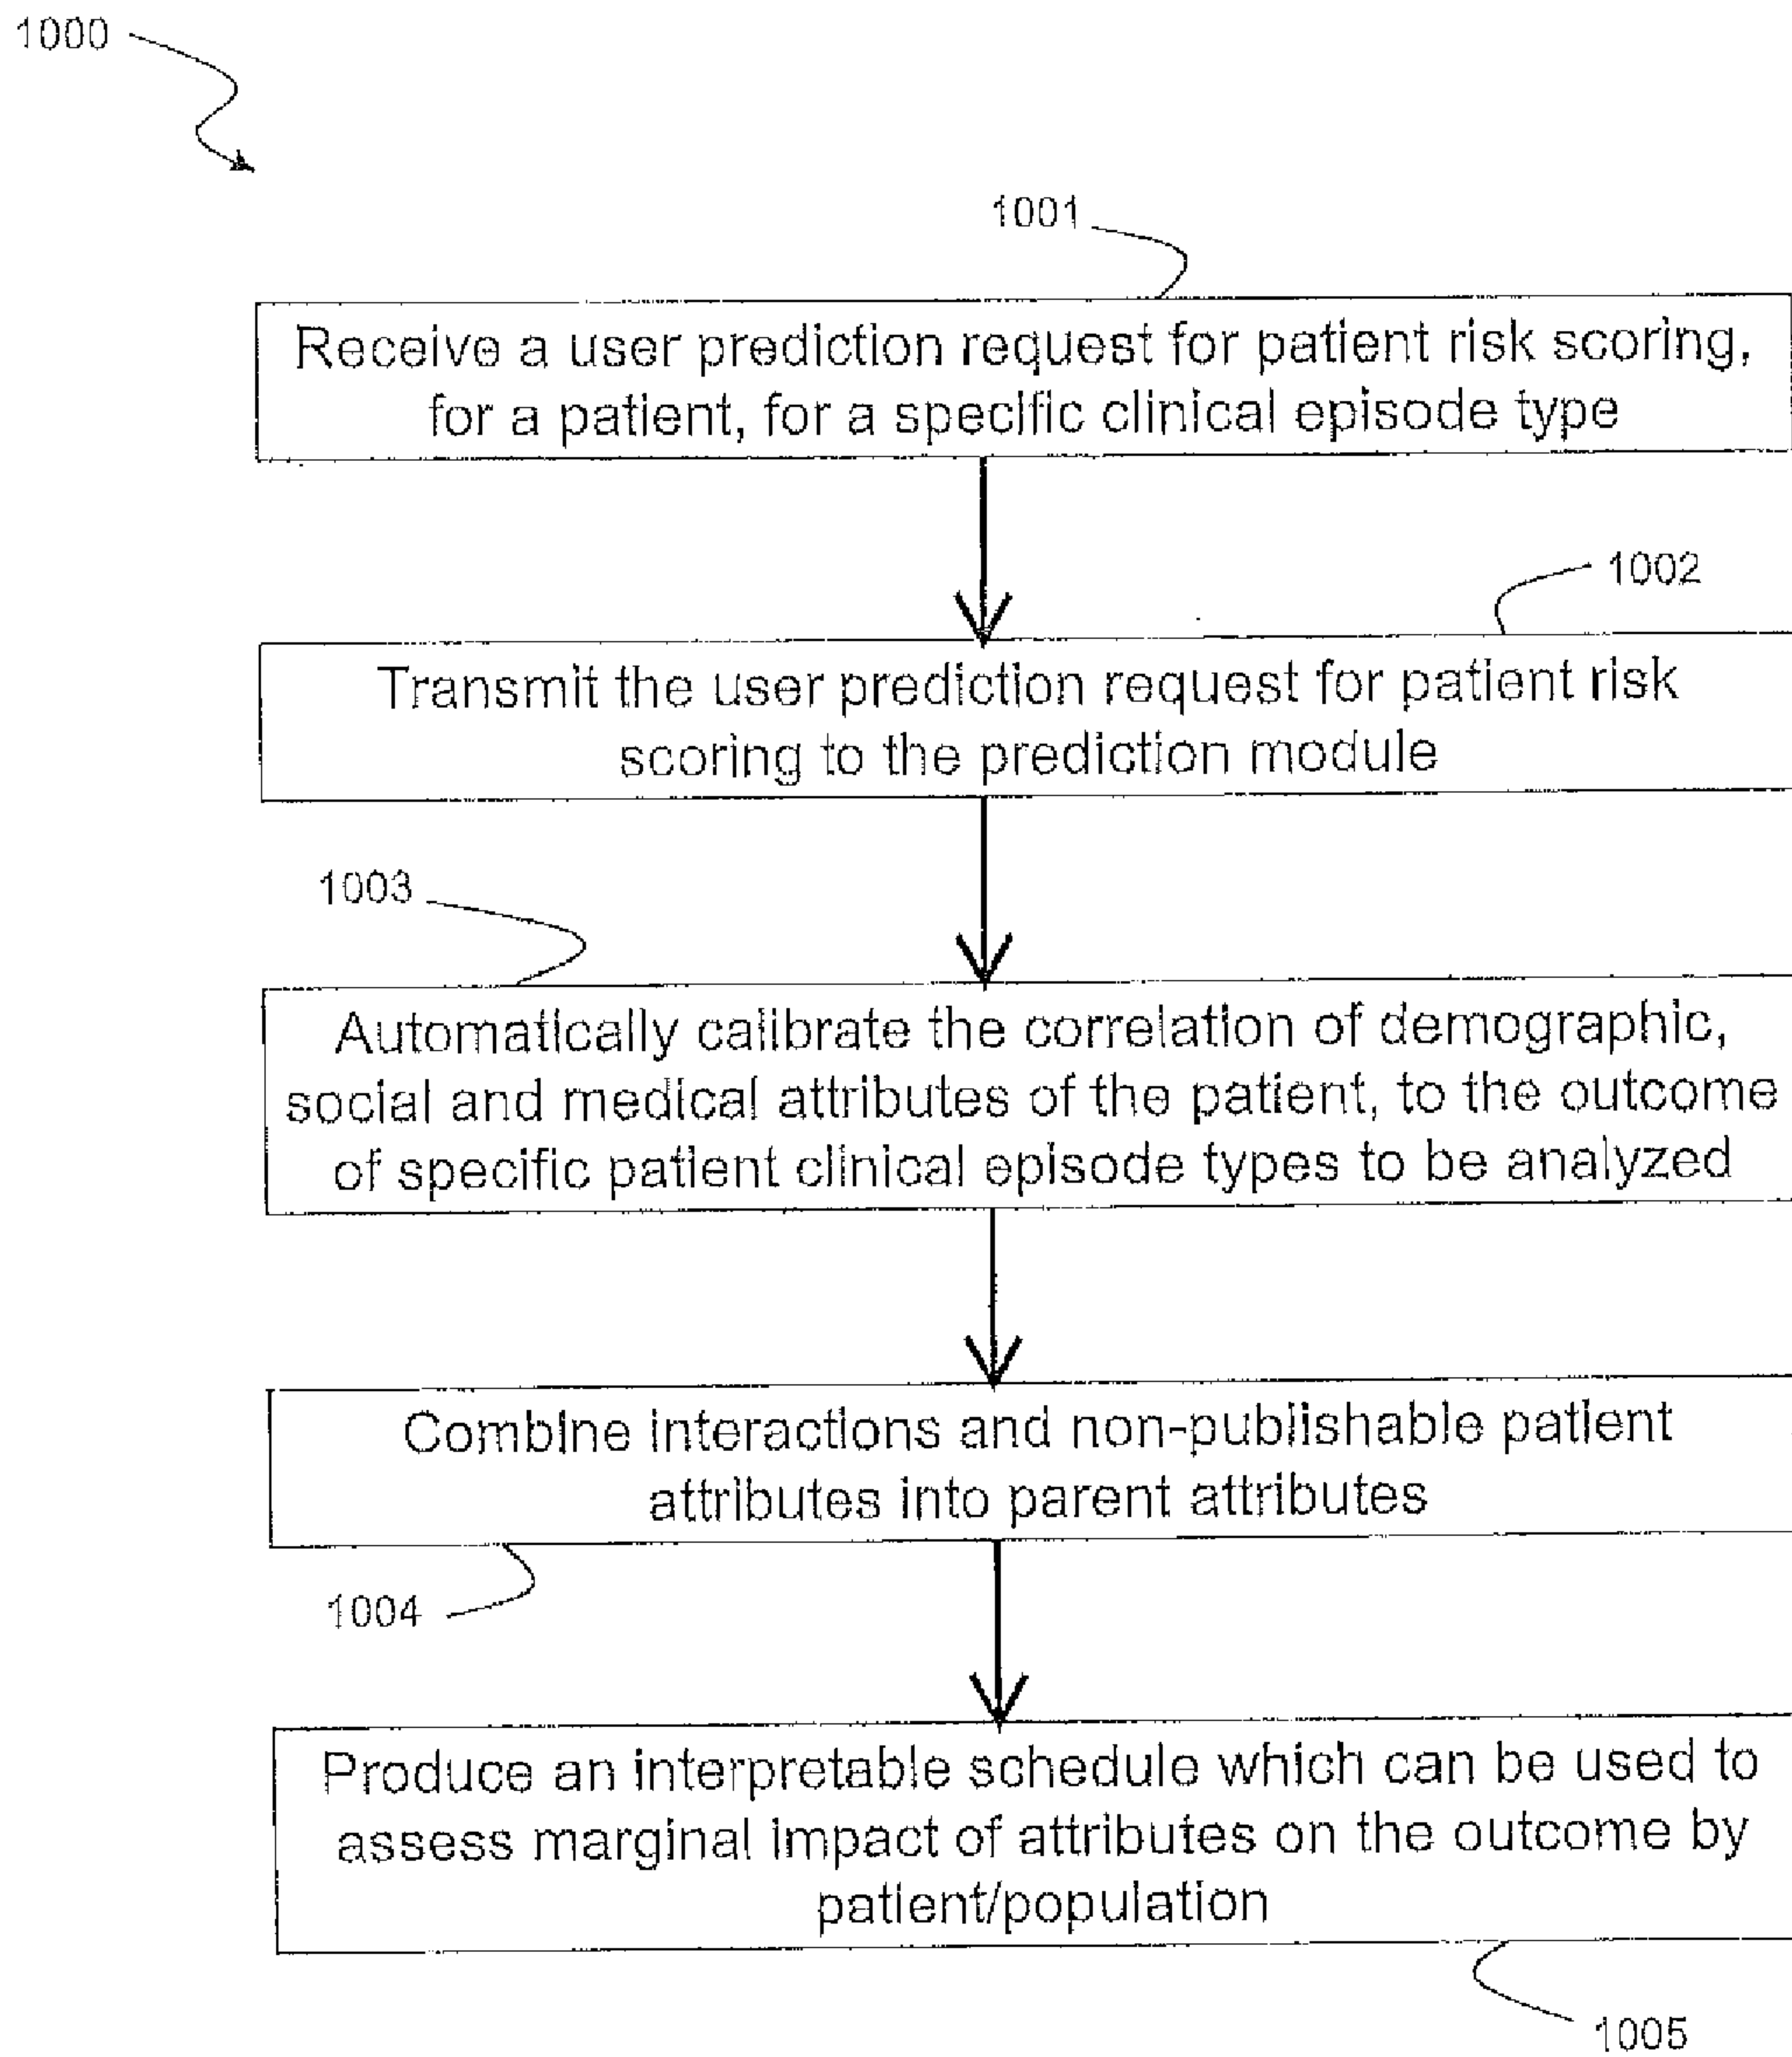 1000
1001
Receive a user prediction request for patient risk scoring,
for a patient, for a specific clinical episode type
1002
Transmit the user prediction request for patient risk
scoring to the prediction module
1003
Automatically calibrate the correlation of demographic,
social and medical attributes of the patient, to the outcome
of specific patient clinical episode types to be analyzed
Combine interactions and non-publishable patient
attributes into parent attributes
1004
Produce an interpretable schedule which can be used to
assess marginal impact of attributes on the outcome by
patient/population
1005